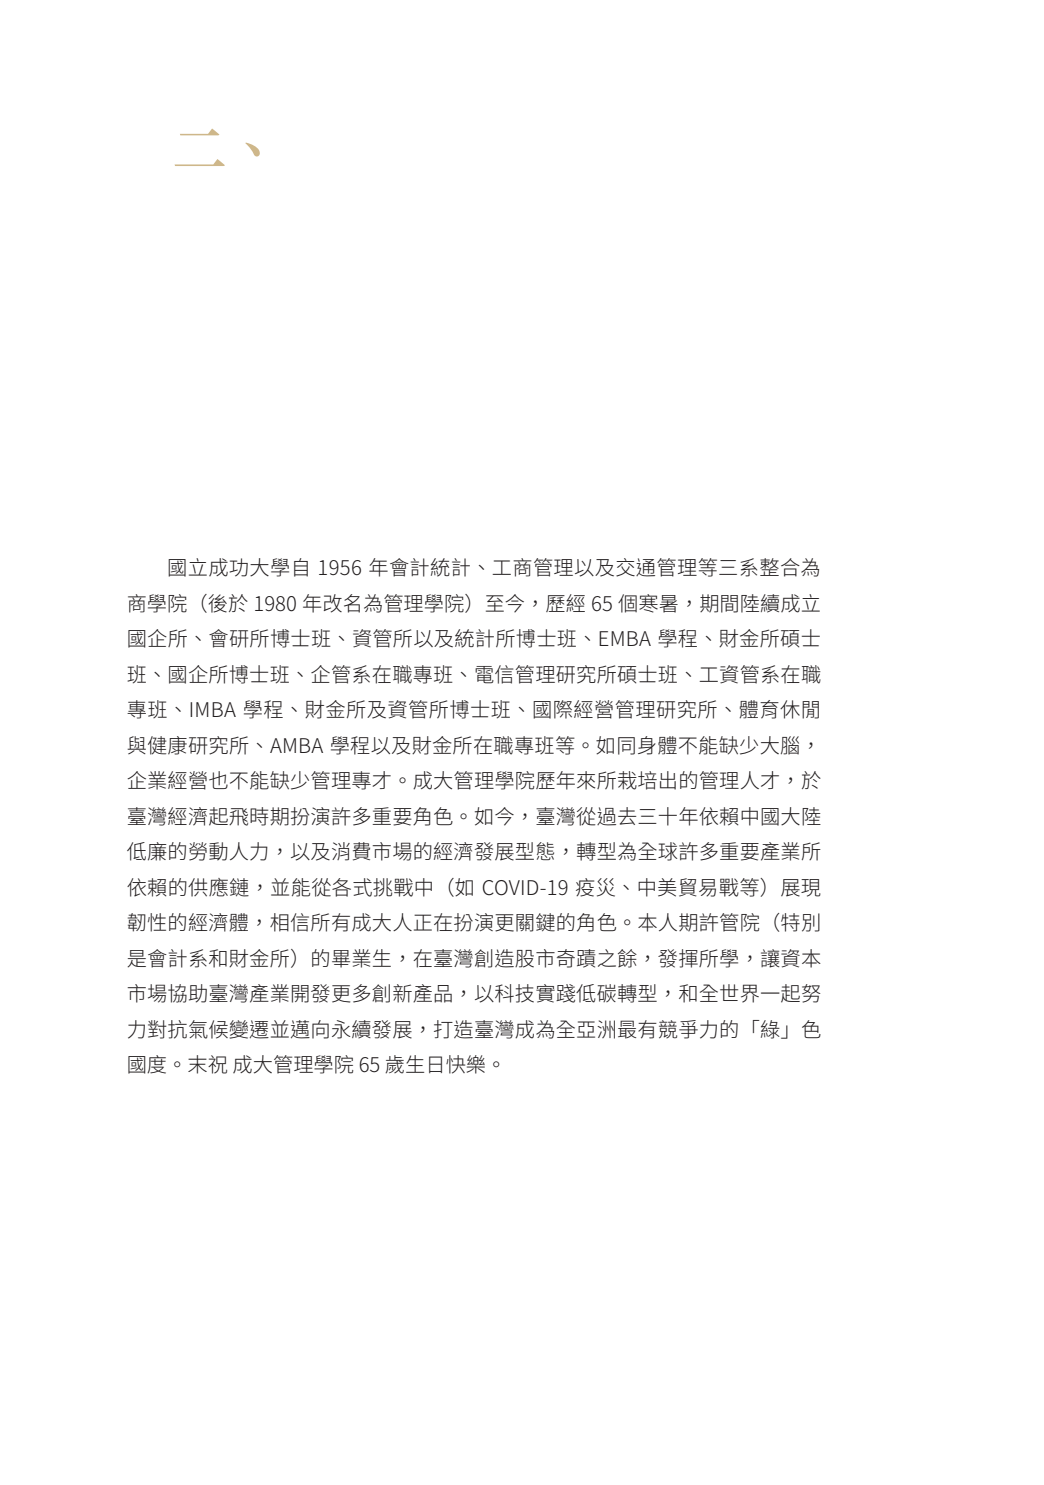 二、
國立成功大學自 1956 年會計統計、工商管理以及交通管理等三系整合為
商學院（後於 1980 年改名為管理學院）至今，歷經 65 個寒暑，期間陸續成立
國企所、會研所博士班、資管所以及統計所博士班、EMBA 學程、財金所碩士
班、國企所博士班、企管系在職專班、電信管理研究所碩士班、工資管系在職
專班、IMBA 學程、財金所及資管所博士班、國際經營管理研究所、體育休閒
與健康研究所、AMBA 學程以及財金所在職專班等。如同身體不能缺少大腦，
企業經營也不能缺少管理專才。成大管理學院歷年來所栽培出的管理人才，於
臺灣經濟起飛時期扮演許多重要角色。如今，臺灣從過去三十年依賴中國大陸
低廉的勞動人力，以及消費市場的經濟發展型態，轉型為全球許多重要產業所
依賴的供應鏈，並能從各式挑戰中（如 COVID-19 疫災、中美貿易戰等）展現
韌性的經濟體，相信所有成大人正在扮演更關鍵的角色。本人期許管院（特別
是會計系和財金所）的畢業生，在臺灣創造股市奇蹟之餘，發揮所學，讓資本
市場協助臺灣產業開發更多創新產品，以科技實踐低碳轉型，和全世界一起努
力對抗氣候變遷並邁向永續發展，打造臺灣成為全亞洲最有競爭力的「綠」色
國度。末祝 成大管理學院 65 歲生日快樂。